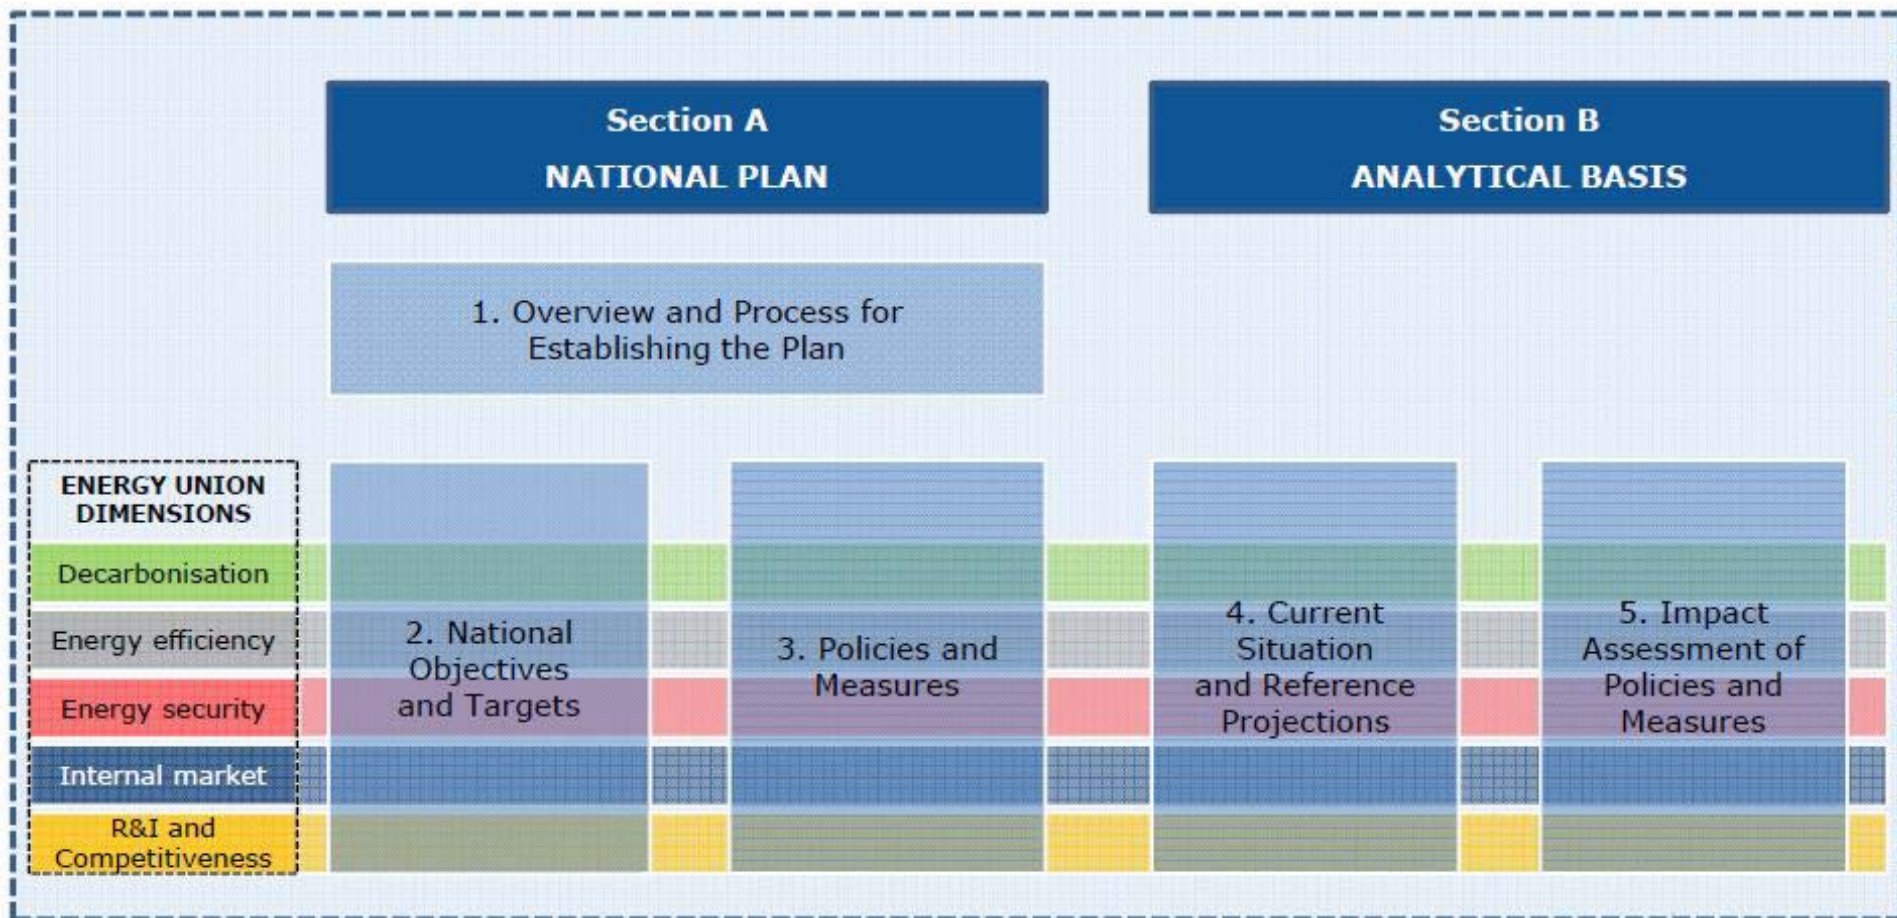 Section A
NATIONAL PLAN
Section B
ANALYTICAL BASIS
1. Overview and Process for
Establishing the Plan
ENERGY UNION
DIMENSIONS
Decarbonisation
Energy efficiency
Energy security
Internal market
R&I and
Competitiveness
2. National
Objectives
and Targets
3. Policies and
Measures
4. Current
Situation
and Reference
Projections
5. Impact
Assessment of
Policies and
Measures